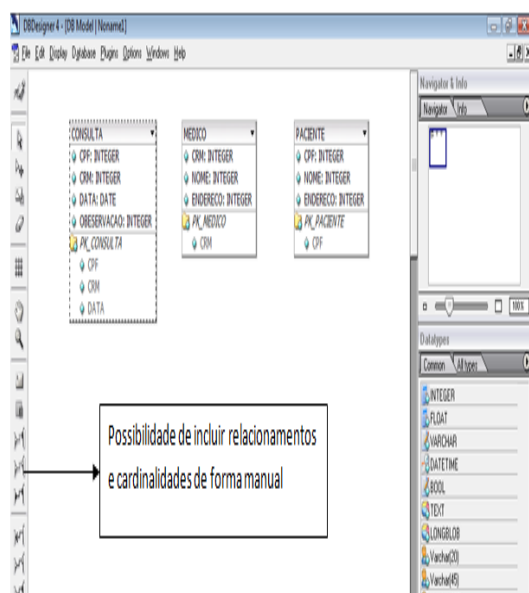 DBDesigner 4 - [DB Model | Noname1]
File Edit Display Database Plugins Options Windows Help
Navigator & Info
Navigator Info
CONSULTA
CPF: INTEGER
CRM: INTEGER
DATA: DATE
OBESERVACAO: INTEGER
PK_CONSULTA
CPF
CRM
DATA
MEDICO
CRM: INTEGER
NOME: INTEGER
ENDERECO: INTEGER
PK_MEDICO
CRM
PACIENTE
CPF: INTEGER
NOME: INTEGER
ENDERECO: INTEGER
PK_PACIENTE
CPF
100%
Datatypes
Common All types
INTEGER
FLOAT
VARCHAR
DATETIME
BOOL
TEXT
LONGBLOB
Varchar(20)
Varchar(45)
Possibilidade de incluir relacionamentos
e cardinalidades de forma manual